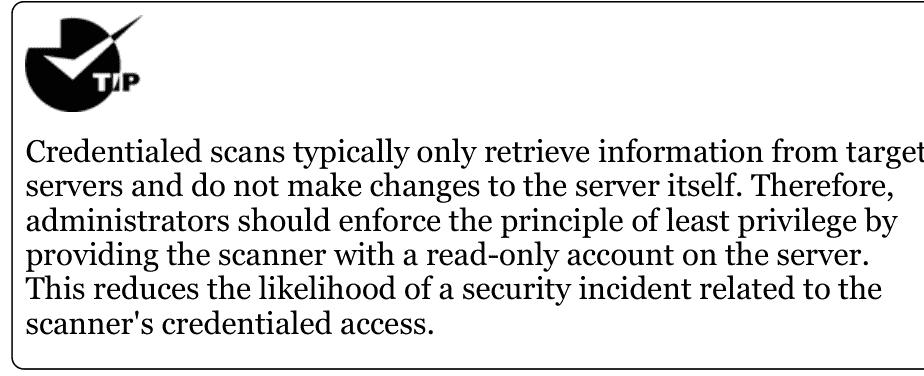 TIP
Credentialed scans typically only retrieve information from target
servers and do not make changes to the server itself. Therefore,
administrators should enforce the principle of least privilege by
providing the scanner with a read-only account on the server.
This reduces the likelihood of a security incident related to the
scanner's credentialed access.